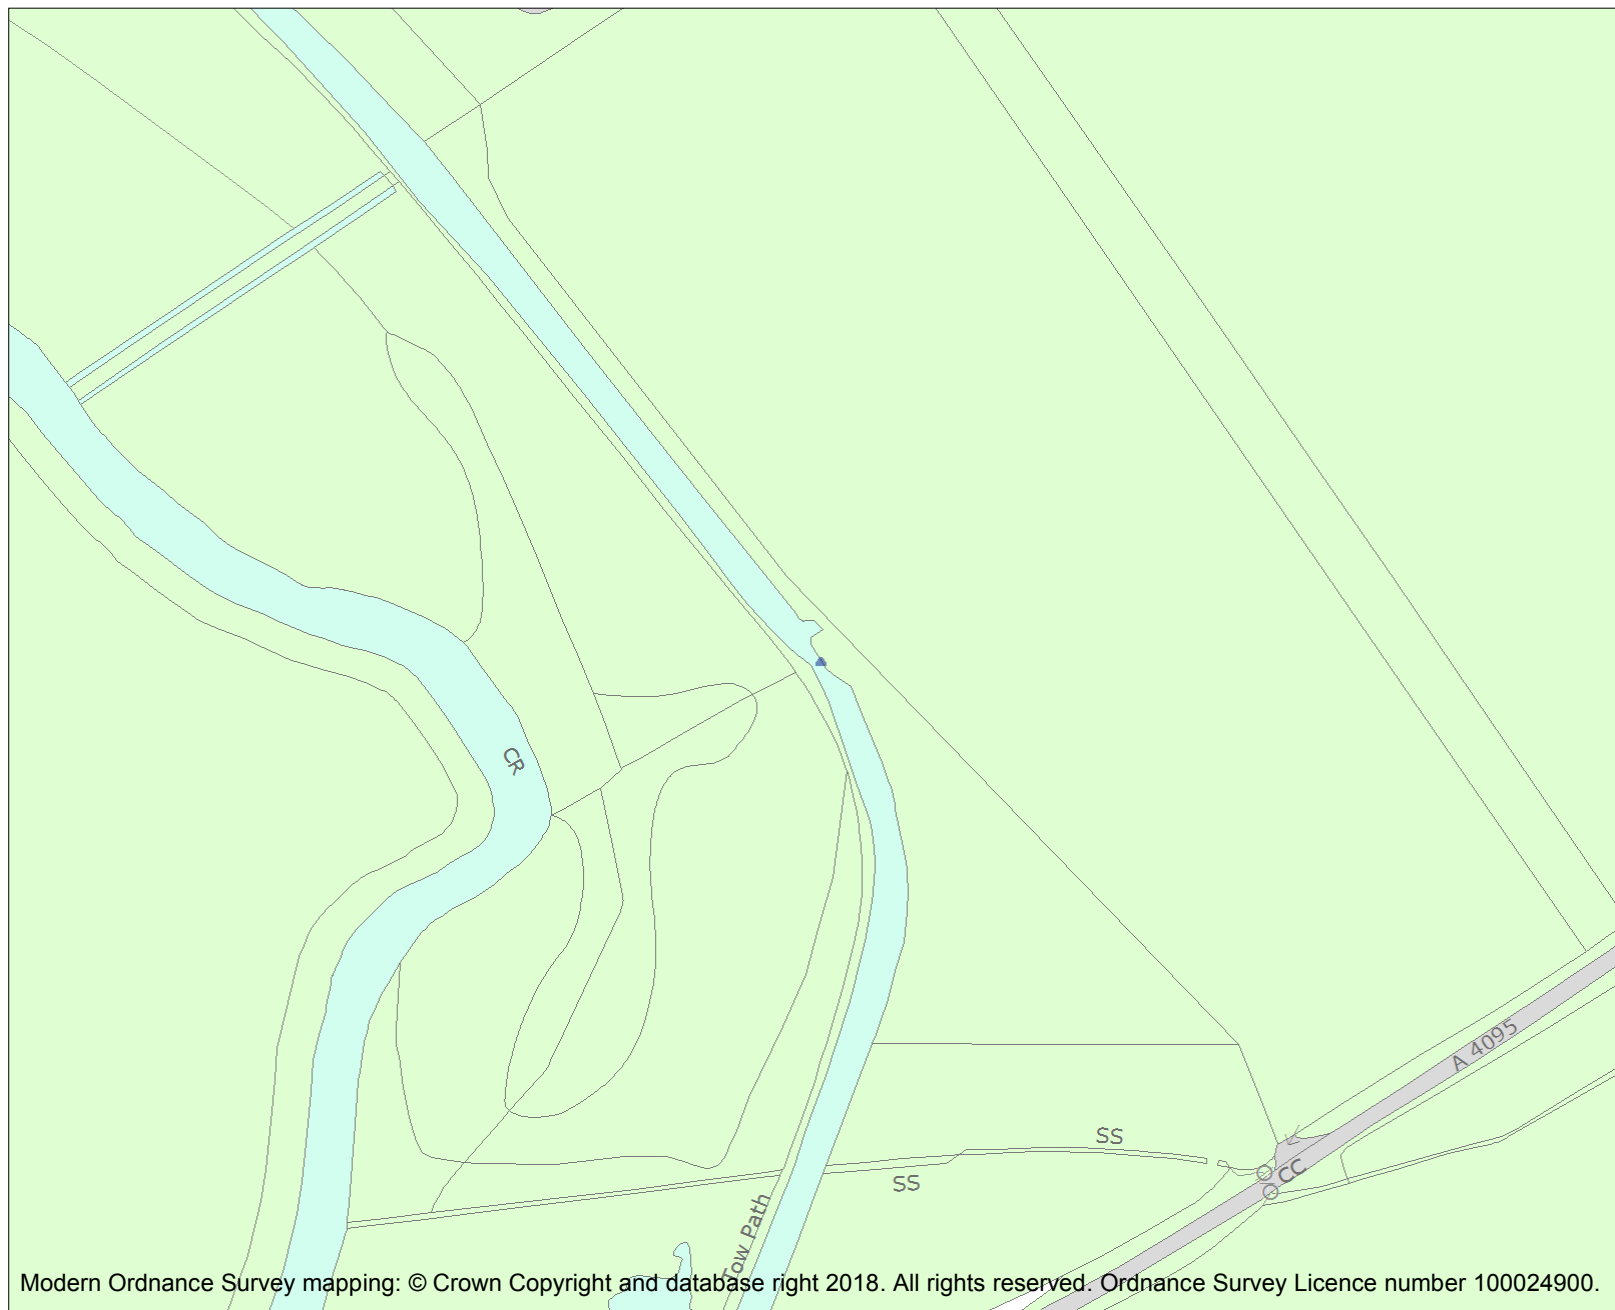 CR
A 4095
SS
CC
SS
Tow Path
Modern Ordnance Survey mapping: © Crown Copyright and database right 2018. All rights reserved. Ordnance Survey Licence number 100024900.